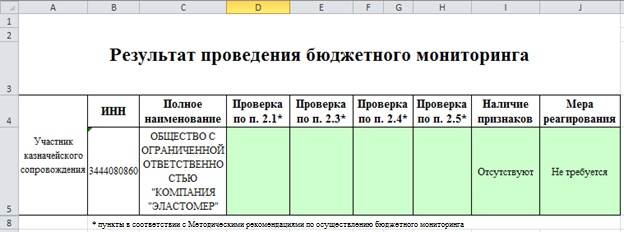 A B C D E F G H I J
1
2
Результат проведения бюджетного мониторинга
3
ИНН Полное Проверка Проверка Проверка Проверка Наличие Мера
4 наименование по п. 2.1* по п. 2.3* по п. 2.4* по п. 2.5* признаков реагирования
ОБЩЕСТВО С
Участник ОГРАНИЧЕННОЙ
казначейского ОТВЕТСТВЕННО
сопровождения 3444080860 СТЬЮ Отсутствуют Не требуется
"КОМПАНИЯ
5 "ЭЛАСТОМЕР"
8 * пункты в соответствии с Методическими рекомендациями по осуществлению бюджетного мониторинга